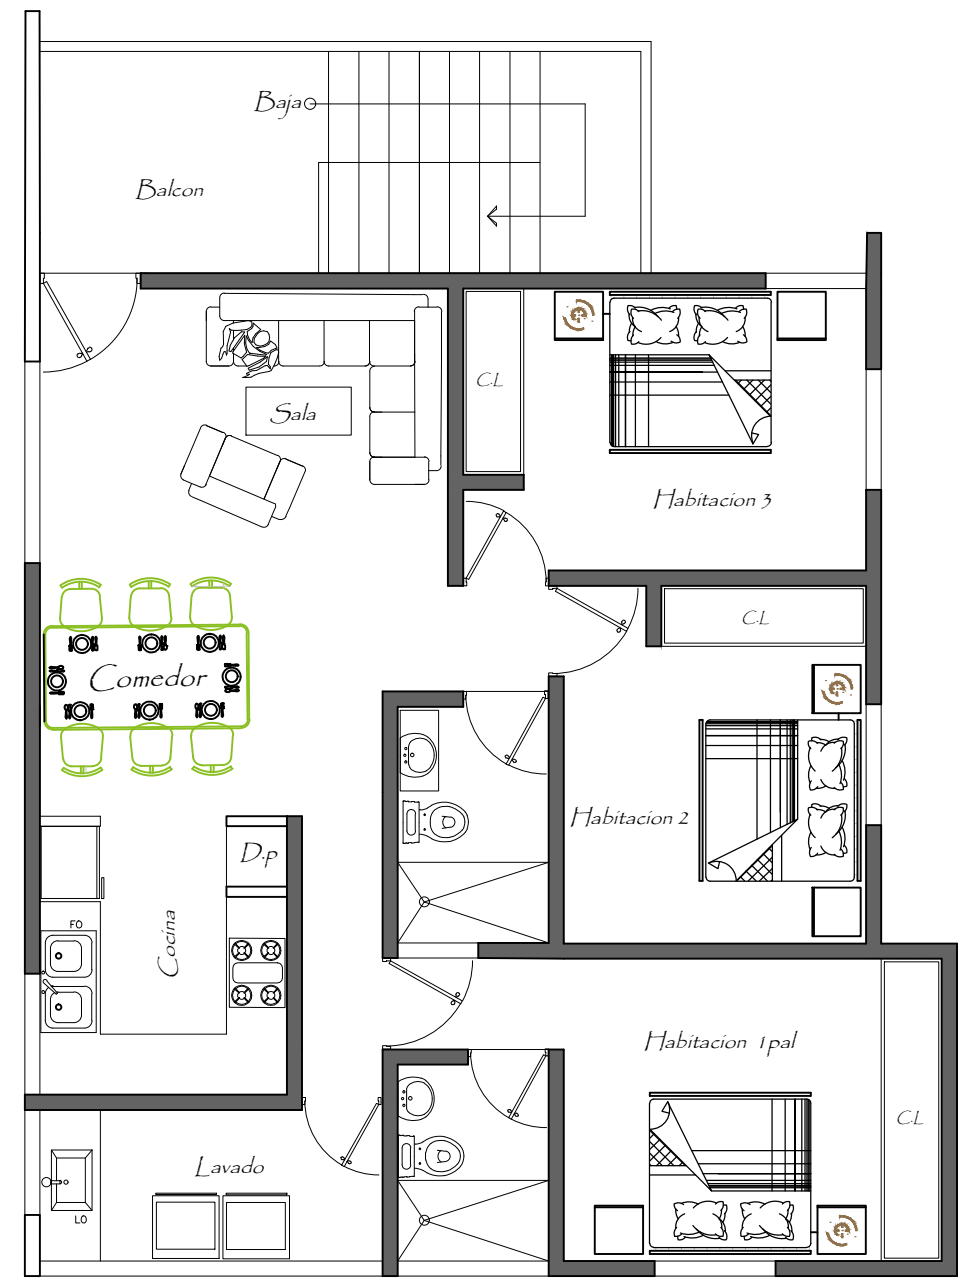 Baja
Balcon
C.L
Sala
Habitacion 3
C.L
Comedor
Habitacion 2
D.p
Cocina
FO
Habitacion 1pal
C.L
Lavado
LO